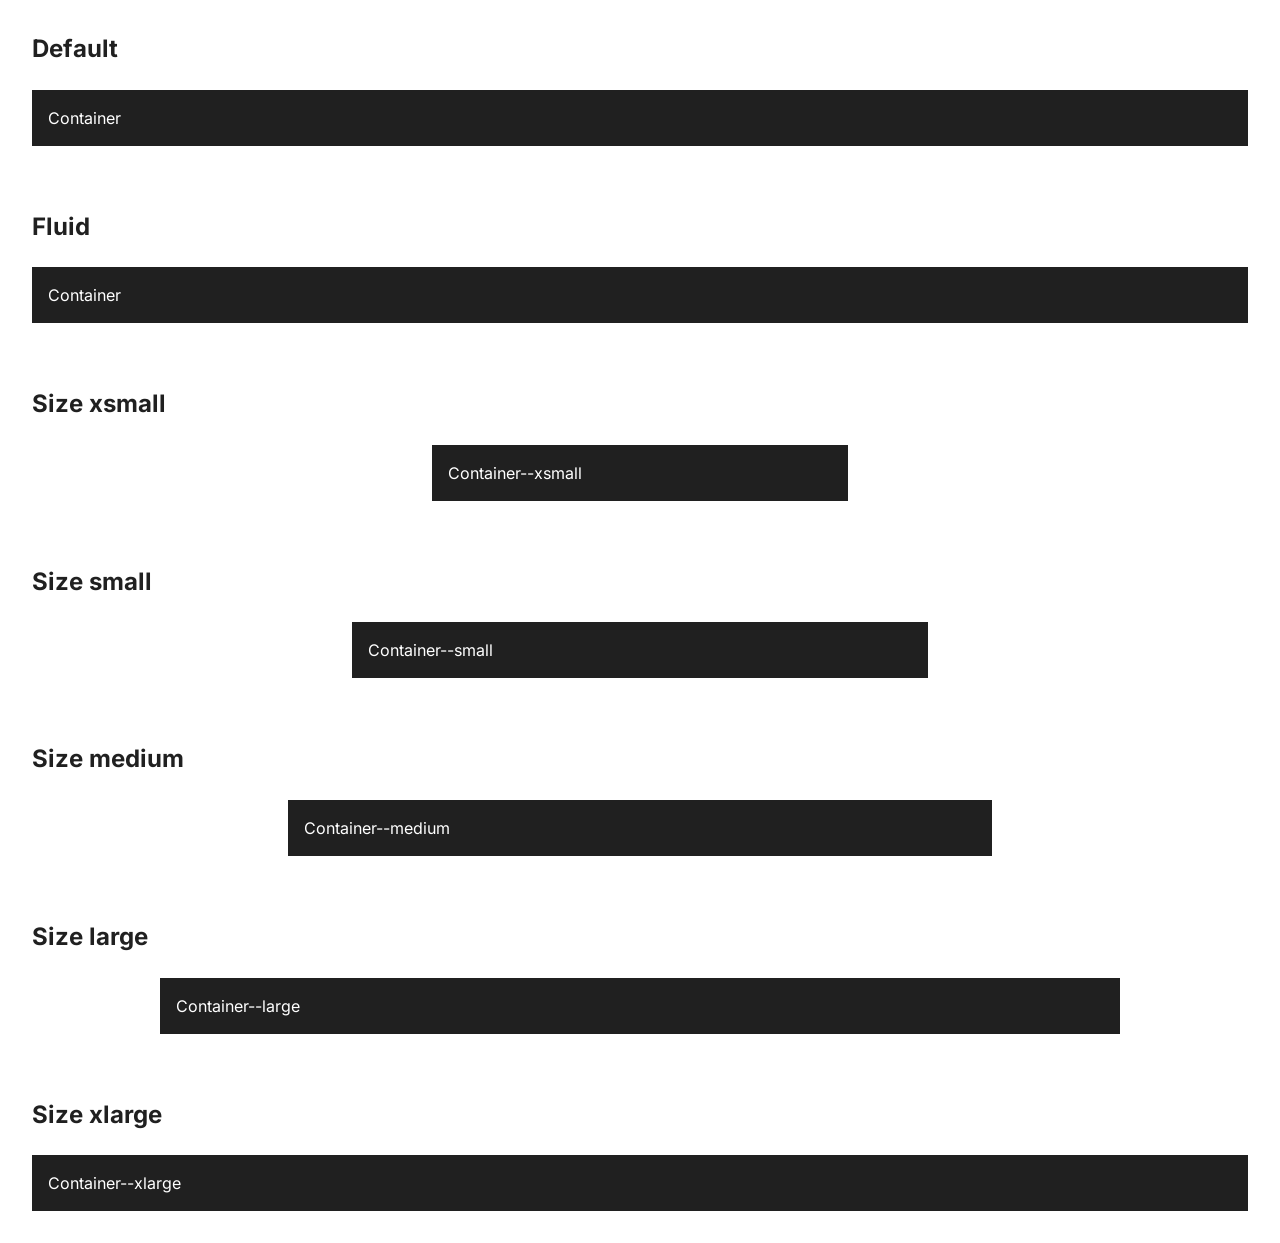 Default
Container
Fluid
Container
Size xsmall
Container--xsmall
Size small
Container--small
Size medium
Container--medium
Size large
Container--large
Size xlarge
Container--xlarge